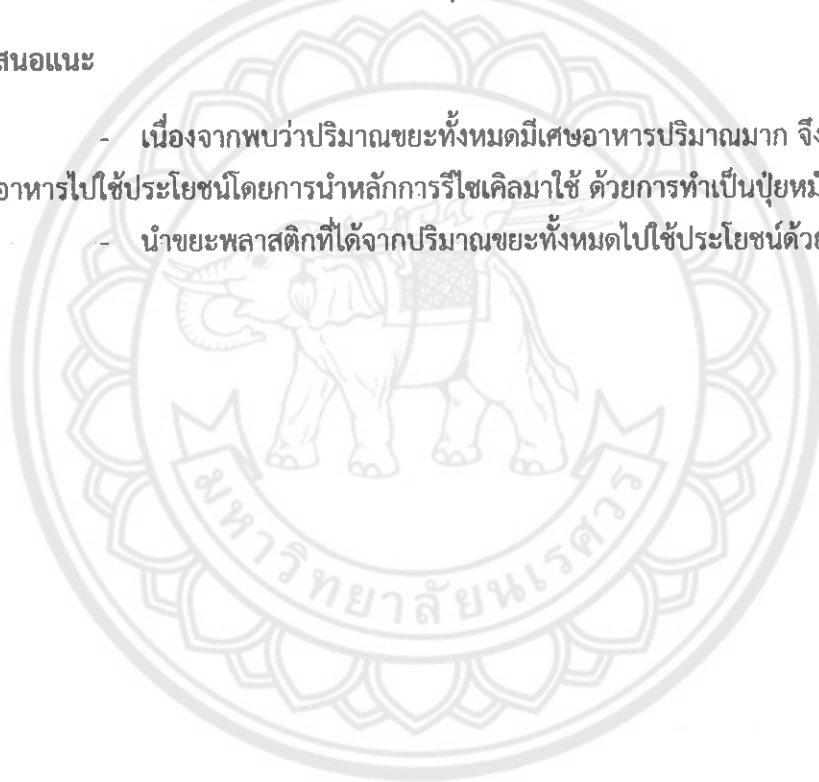 สนอแนะ
- เนื่องจากพบว่าปริมาณขยะทั้งหมดมีเศษอาหารปริมาณมาก จึง
อาหารไปใช้ประโยชน์โดยการนำหลักการรีไซเคิลมาใช้ ด้วยการทำเป็นปุ๋ยหมั
- นำขยะพลาสติกที่ได้จากปริมาณขยะทั้งหมดไปใช้ประโยชน์ด้วย
มหาวิทยาลัยนเรศวร